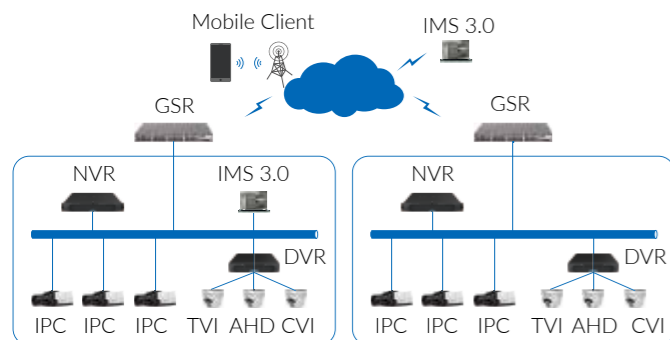 Mobile Client
IMS 3.0
GSR
GSR
NVR
IMS 3.0
NVR
DVR
DVR
IPC IPC IPC TVI AHD CVI
IPC IPC IPC TVI AHD CVI